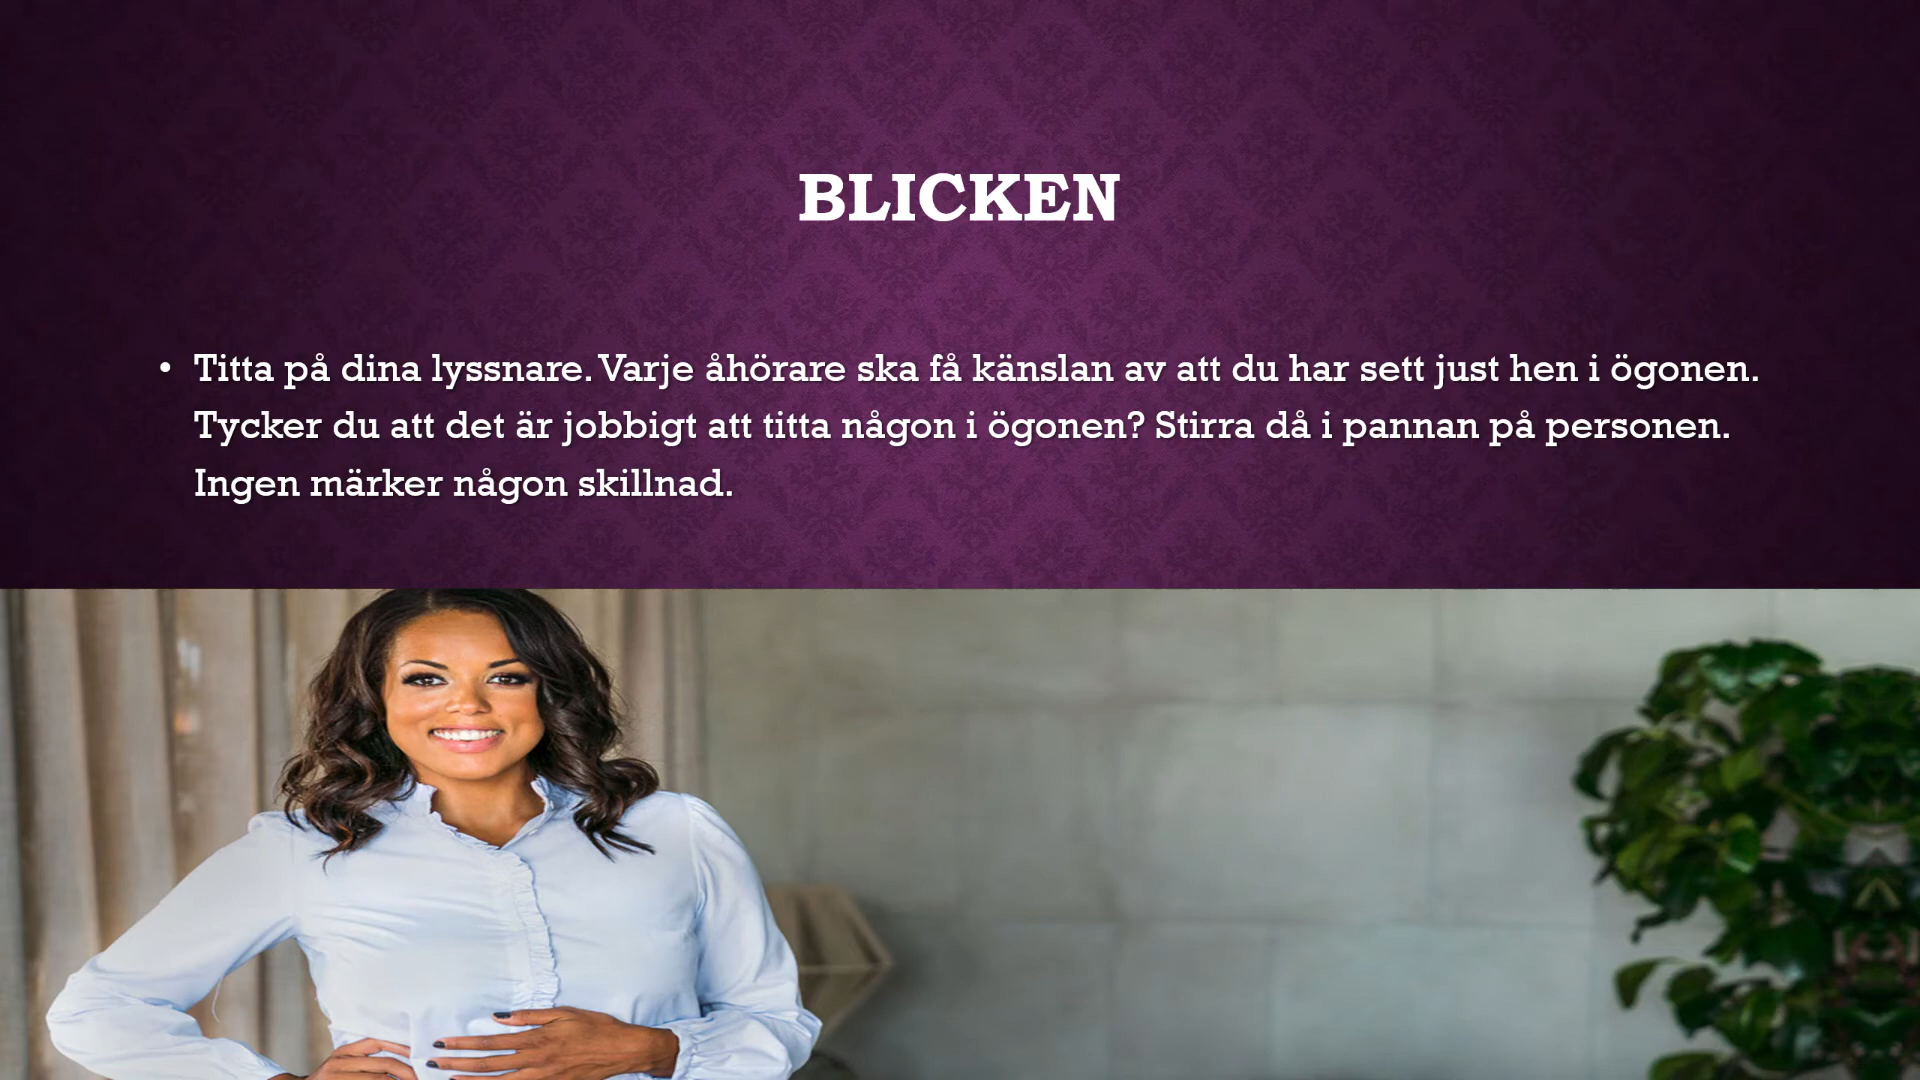 BLICKEN
• Titta på dina lyssnare. Varje åhörare ska få känslan av att du har sett just hen i ögonen.
Tycker du att det är jobbigt att titta någon i ögonen? Stirra då i pannan på personen.
Ingen märker någon skillnad.